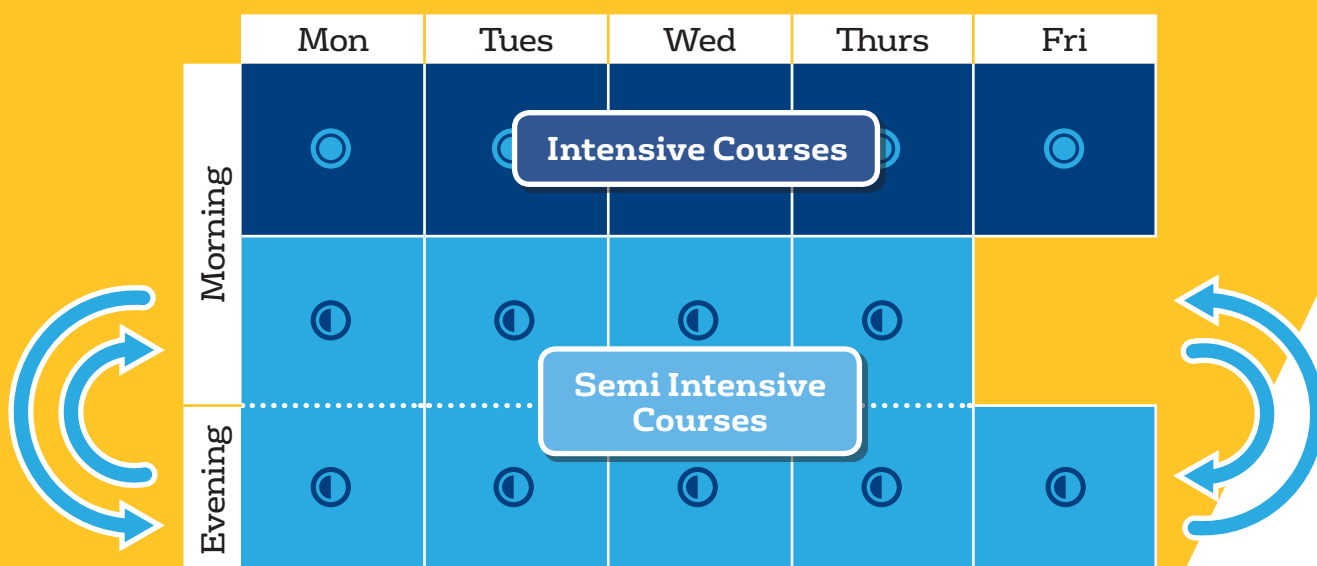 Mon Tues Wed Thurs Fri
Morning
Intensive Courses
Semi Intensive
Courses
Evening